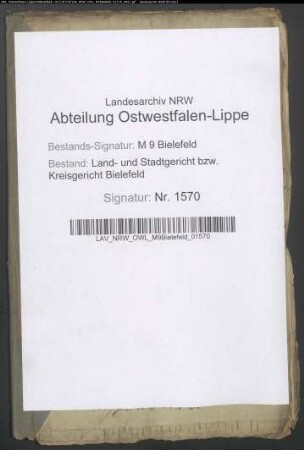 Landesarchiv NRW
Abteilung Ostwestfalen-Lippe
Bestands-Signatur: M 9 Bielefeld
Bestand: Land- und Stadtgericht bzw.
Kreisgericht Bielefeld
Signatur: Nr. 1570
LAV_NRW_OWL_M9Bielefeld_01570